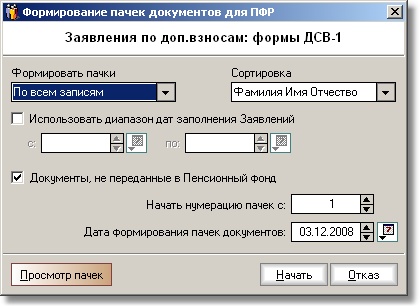 Формирование пачек документов для ПФР
Заявления по доп.взносам: формы ДСВ-1
Формировать пачки
Сортировка
По всем записям
Фамилия Имя Отчество
Использовать диапазон дат заполнения Заявлений
с:
по:
Документы, не переданные в Пенсионный фонд
Начать нумерацию пачек с: 1
Дата формирования пачек документов: 03.12.2008
Просмотр пачек
Начать
Отказ